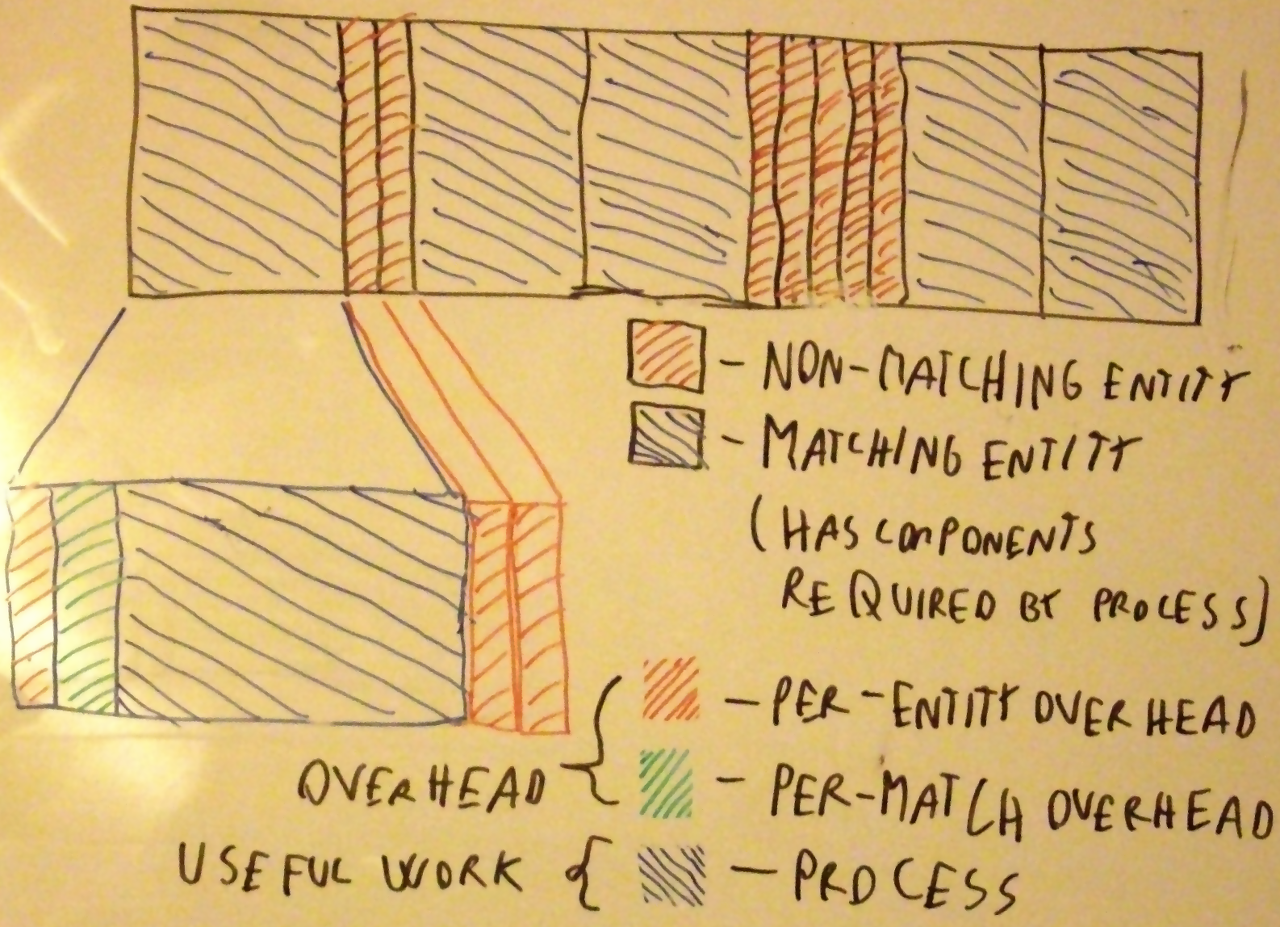 - NON-MATCHING ENTITY
- MATCHING ENTITY
(HAS COMPONENTS
REQUIRED BY PROCESS)
- PER-ENTITY OVERHEAD
OVERHEAD { - PER-MATCH OVERHEAD
USEFUL WORK { - PROCESS